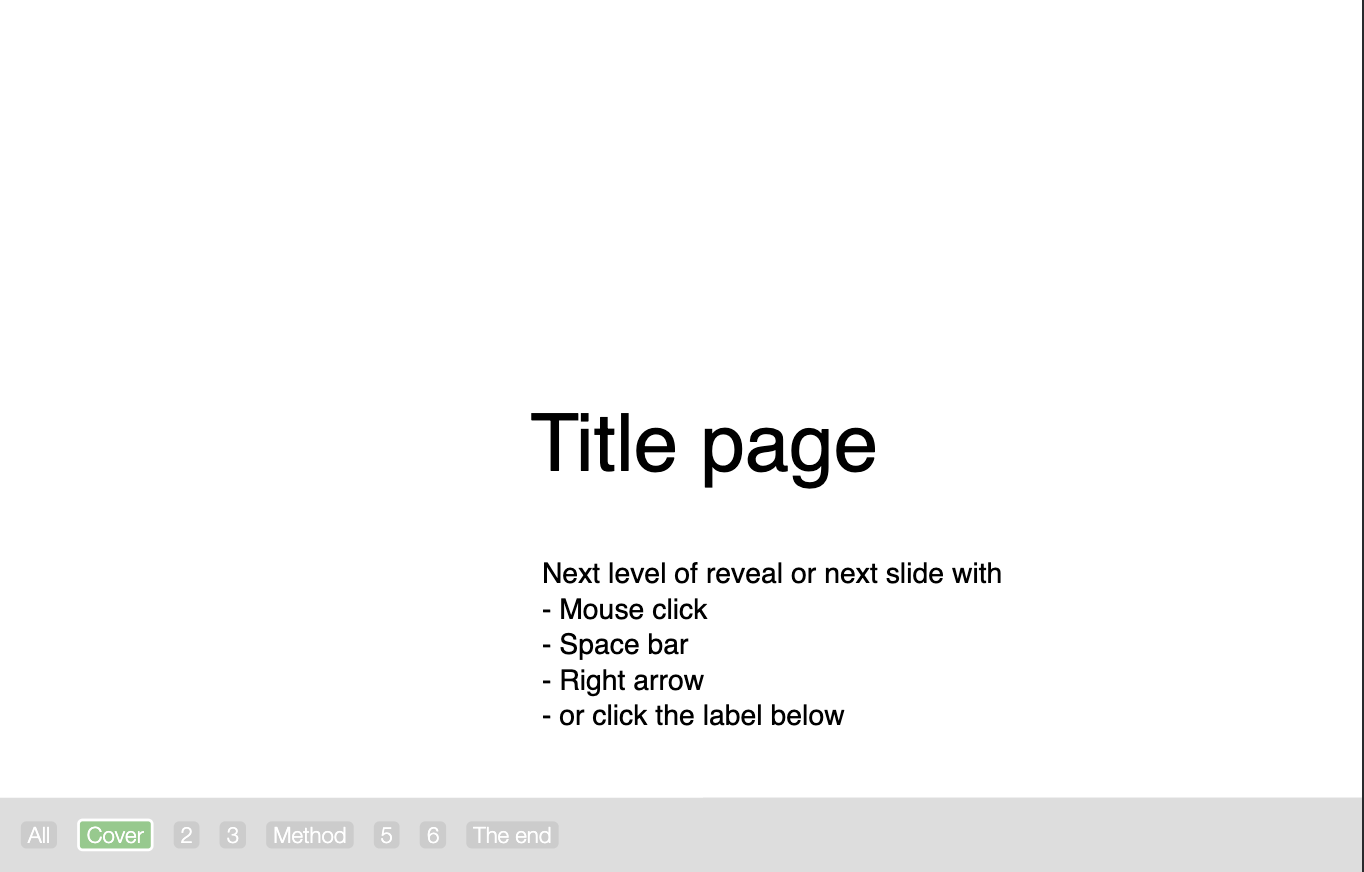 Title page
Next level of reveal or next slide with
- Mouse click
- Space bar
- Right arrow
- or click the label below
All Cover 2 3 Method 5 6 The end